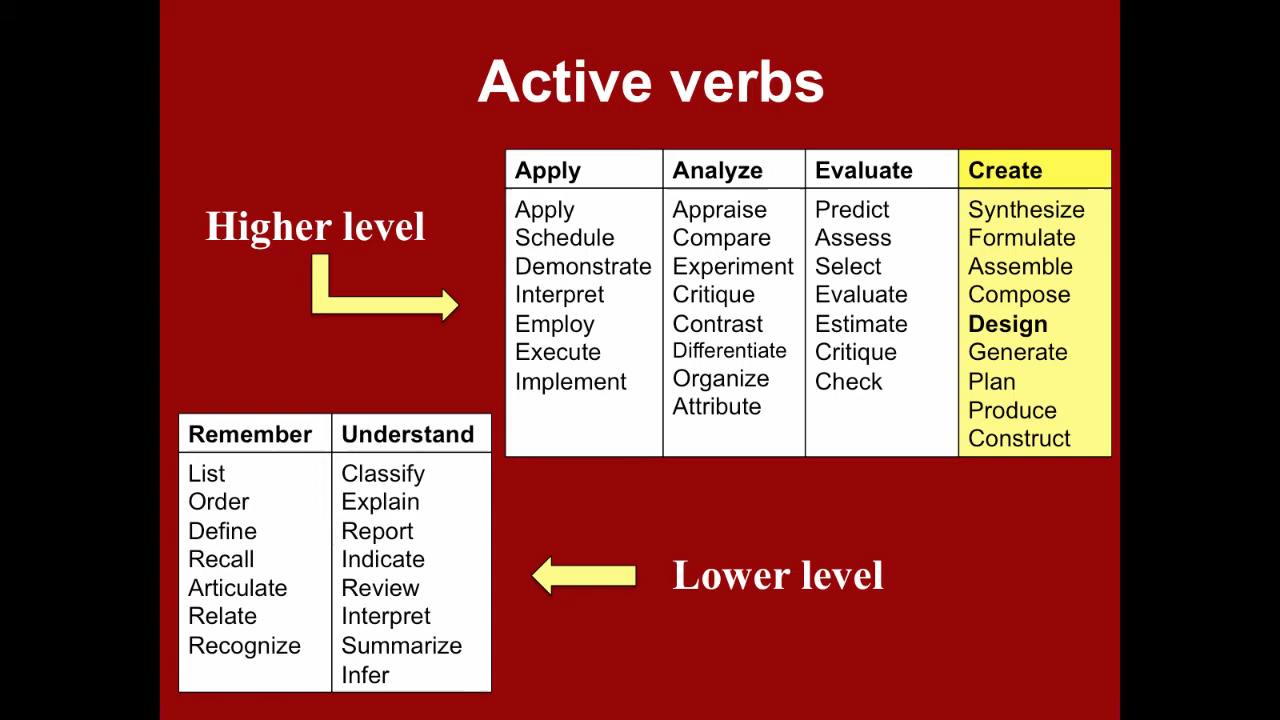 Active verbs
Higher level
Apply Analyze Evaluate Create
Apply Appraise Predict Synthesize
Schedule Compare Assess Formulate
Demonstrate Experiment Select Assemble
Interpret Critique Evaluate Compose
Employ Contrast Estimate Design
Execute Differentiate Critique Generate
Implement Organize Check Plan
Attribute Produce
Construct
Remember Understand
List Classify
Order Explain
Define Report
Recall Indicate
Articulate Review
Relate Interpret
Recognize Summarize
Infer
Lower level